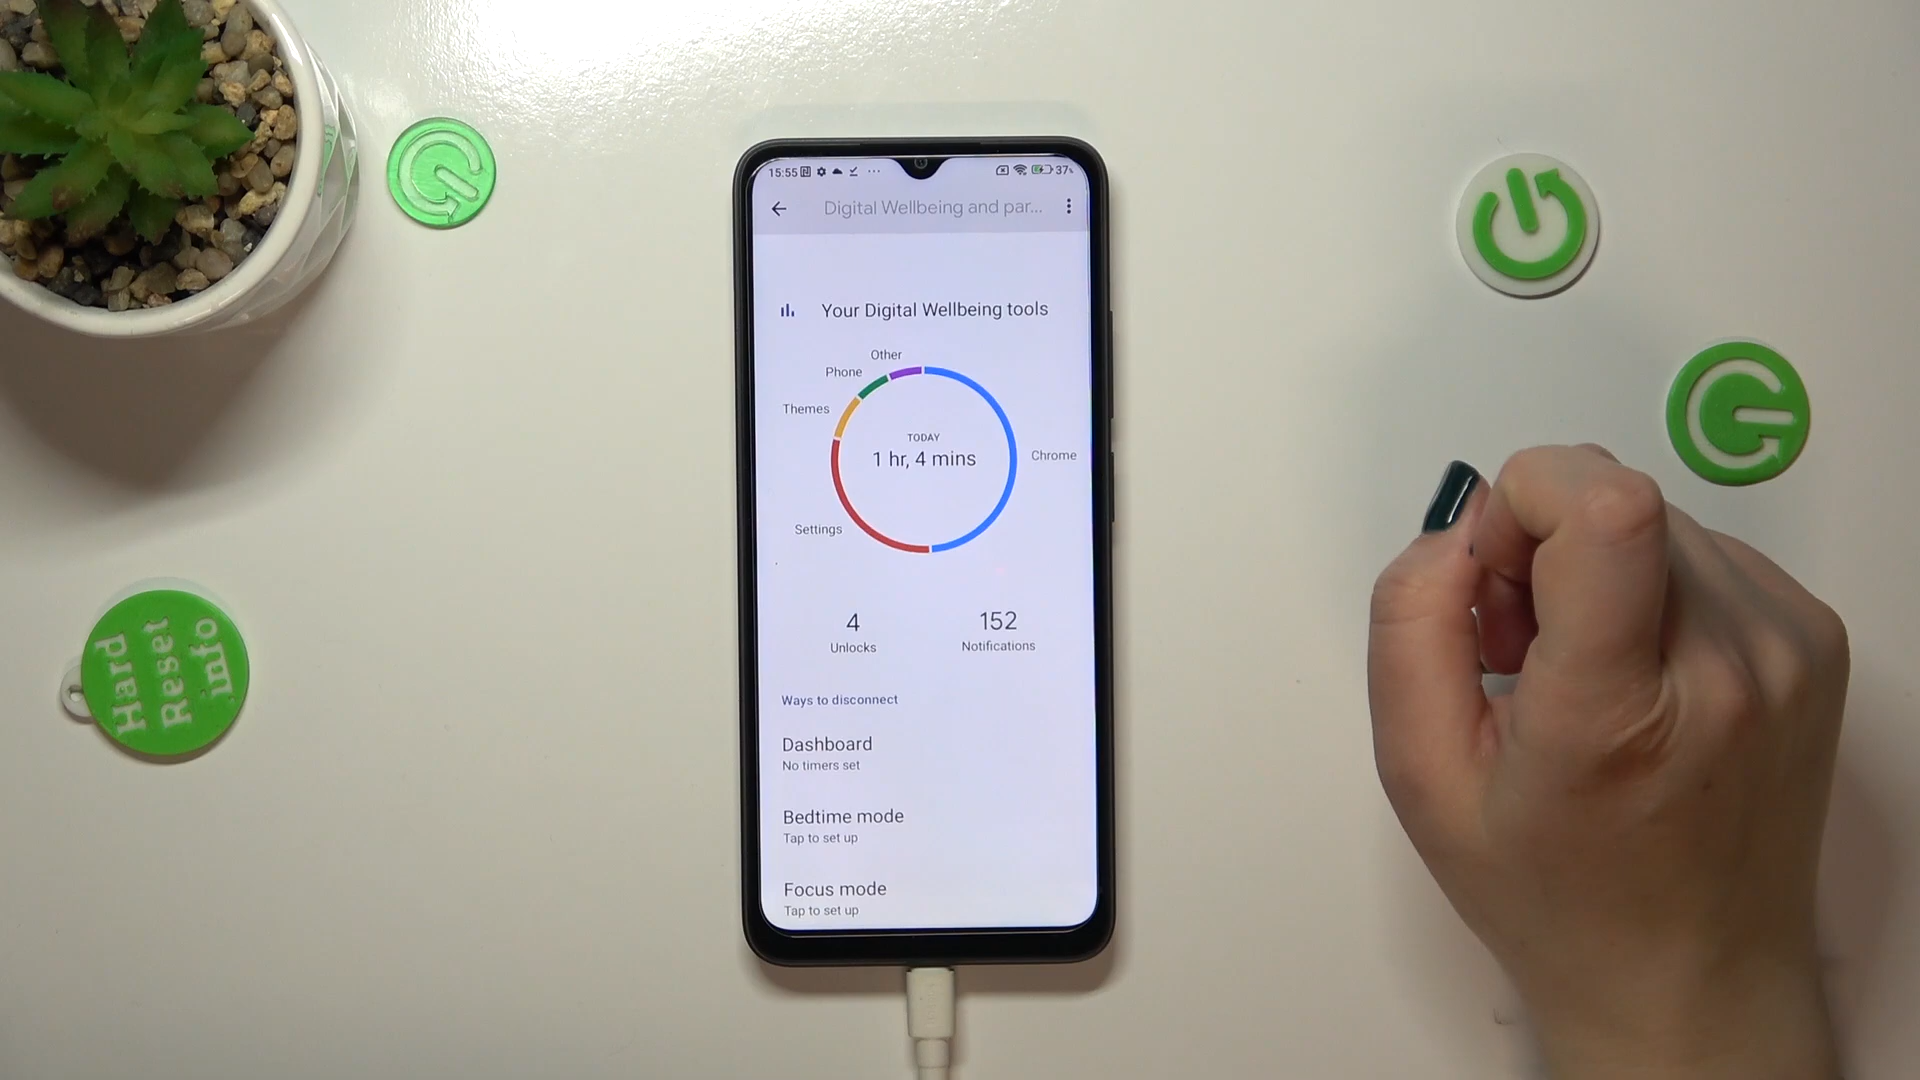 15:55 ... 37%
Digital Wellbeing and par...
Your Digital Wellbeing tools
Other
Phone
Themes
TODAY
1 hr, 4 mins
Chrome
Settings
4
Unlocks
152
Notifications
Ways to disconnect
Dashboard
No timers set
Bedtime mode
Tap to set up
Focus mode
Tap to set up
Hard
Reset
info